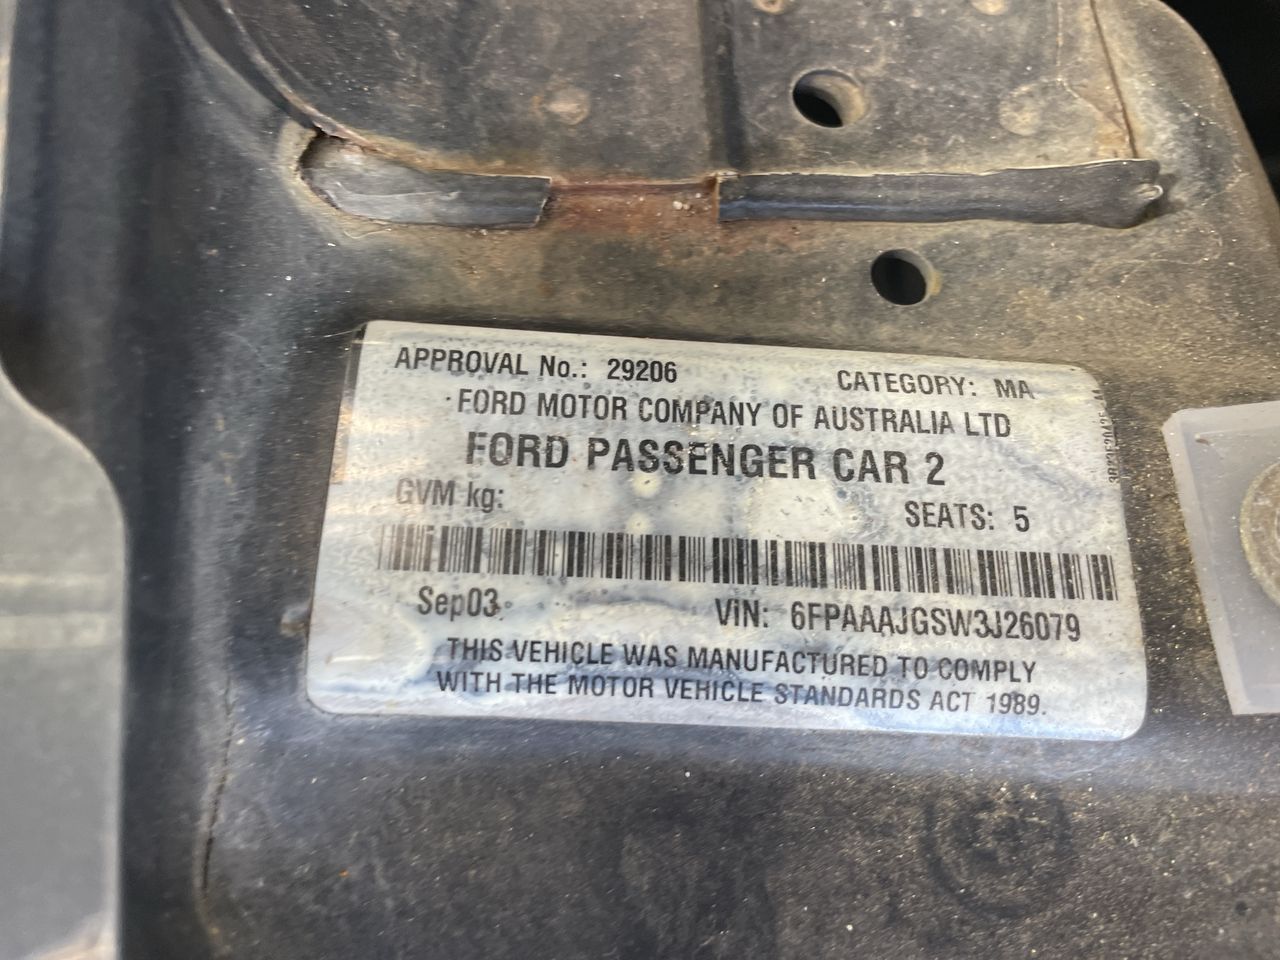 APPROVAL No.: 29206 CATEGORY: MA
FORD MOTOR COMPANY OF AUSTRALIA LTD
FORD PASSENGER CAR 2
GVM kg: SEATS: 5
Sep03 VIN: 6FPAAAJGSW3J26079
THIS VEHICLE WAS MANUFACTURED TO COMPLY
WITH THE MOTOR VEHICLE STANDARDS ACT 1989.